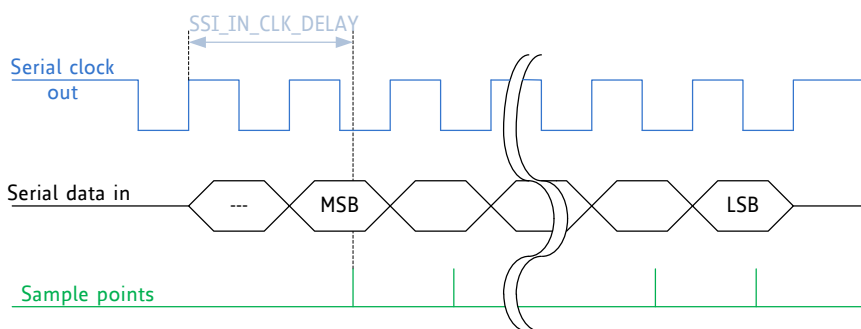 SSI_IN_CLK_DELAY
Serial clock
out
Serial data in
---
MSB
LSB
Sample points